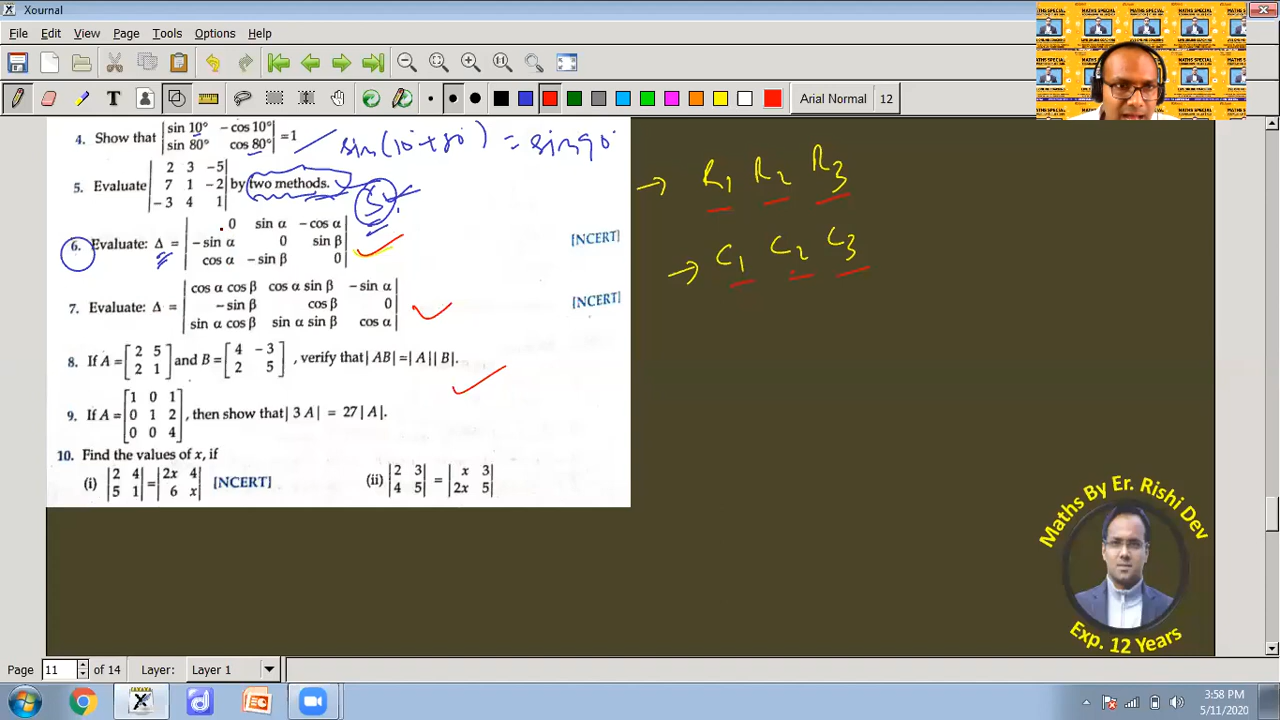 Xournal
File Edit View Page Tools Options Help
Arial Normal 12
4. Show that | sin 10° − cos 10° | = 1
| sin 80° cos 80° |
sin(10+80°) = sin 90°
5. Evaluate | 2 3 −5 | by two methods.
| 7 1 −2 |
| −3 4 1 |
6. Evaluate: Δ = | 0 sin α − cos α | [NCERT]
| − sin α 0 sin β |
| cos α − sin β 0 |
7. Evaluate: Δ = | cos α cos β cos α sin β − sin α | [NCERT]
| − sin β cos β 0 |
| sin α cos β sin α sin β cos α |
8. If A = [ 2 5 ] and B = [ 4 − 3 ] , verify that | AB| = | A| | B|.
[ 2 1 ] [ 2 5 ]
9. If A = [ 1 0 1 ] , then show that | 3 A | = 27 | A |.
[ 0 1 2 ]
[ 0 0 4 ]
10. Find the values of x, if
(i) | 2 4 | = | 2x 4 | [NCERT] (ii) | 2 3 | = | x 3 |
| 5 1 | | 6 x | | 4 5 | | 2x 5 |
→ R1 R2 R3
→ C1 C2 C3
Maths By Er. Rishi Dev
Exp. 12 Years
MATHS SPECIAL
Page 11 of 14 Layer: Layer 1
3:58 PM
5/11/2020